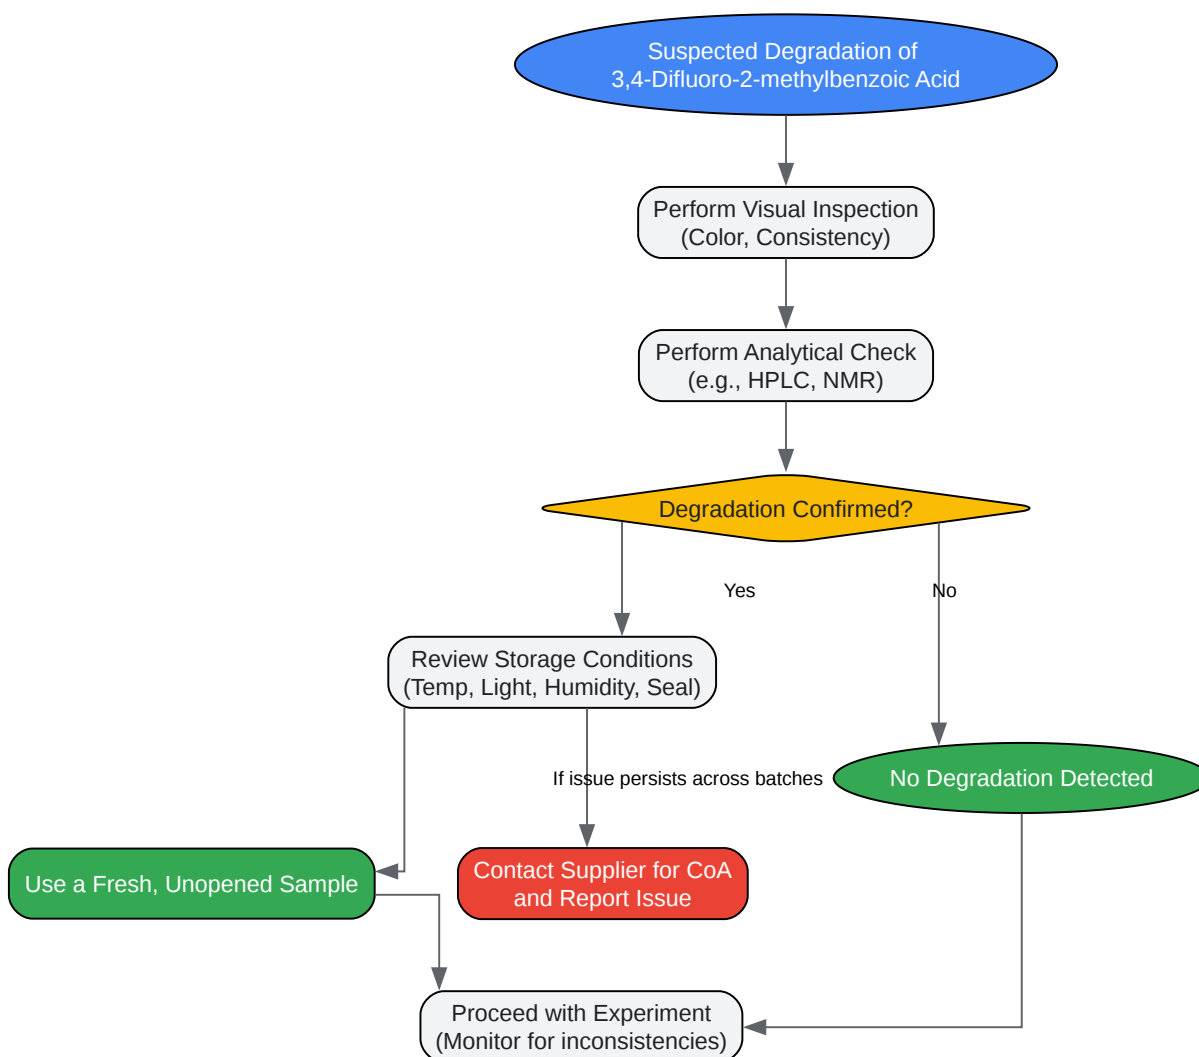 Suspected Degradation of
3,4-Difluoro-2-methylbenzoic Acid
Perform Visual Inspection
(Color, Consistency)
Perform Analytical Check
(e.g., HPLC, NMR)
Degradation Confirmed?
Yes
No
Review Storage Conditions
(Temp, Light, Humidity, Seal)
If issue persists across batches
No Degradation Detected
Use a Fresh, Unopened Sample
Contact Supplier for CoA
and Report Issue
Proceed with Experiment
(Monitor for inconsistencies)